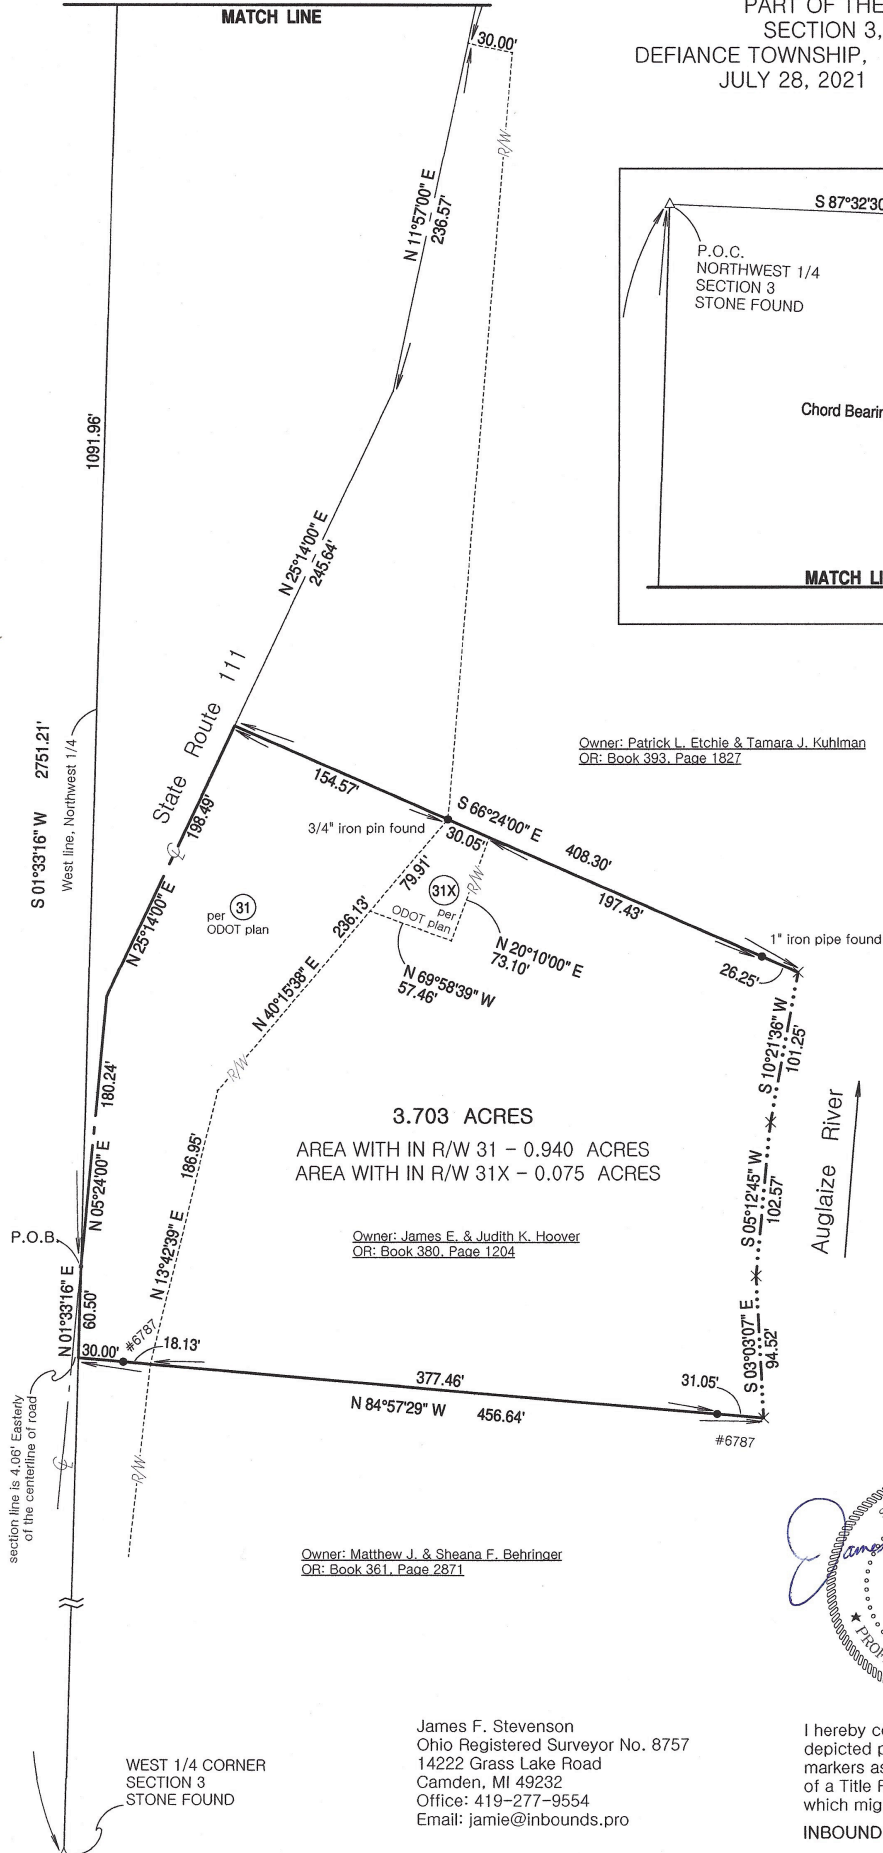 MATCH LINE
PART OF THE
SECTION 3,
DEFIANCE TOWNSHIP,
JULY 28, 2021
30.00'
R/W
N 11°57'00" E
236.57'
S 87°32'30
P.O.C.
NORTHWEST 1/4
SECTION 3
STONE FOUND
Chord Bearin
MATCH LI
1091.96'
N 25°14'00" E
245.64'
State Route 111
S 01°33'16" W 2751.21'
West line, Northwest 1/4
Owner: Patrick L. Etchie & Tamara J. Kuhlman
OR: Book 393, Page 1827
154.57'
3/4" iron pin found
S 66°24'00" E
408.30'
30.05'
198.49'
79.91'
31X
per
ODOT plan
R/W
197.43'
per 31
ODOT plan
236.13'
1" iron pipe found
26.25'
N 25°14'00" E
N 20°10'00" E
73.10'
N 69°58'39" W
57.46'
N 40°15'38" E
R/W
S 10°21'36" W
101.25'
180.24'
N 05°24'00" E
3.703 ACRES
AREA WITH IN R/W 31 - 0.940 ACRES
AREA WITH IN R/W 31X - 0.075 ACRES
186.95'
N 13°42'39" E
S 05°12'45" W
102.57'
Auglaize River
P.O.B.
Owner: James E. & Judith K. Hoover
OR: Book 380, Page 1204
N 01°33'16" E
60.50'
#6787
30.00'
18.13'
S 03°03'07" E
94.52'
377.46'
N 84°57'29" W 456.64'
31.05'
#6787
section line is 4.06' Easterly
of the centerline of road
R/W
Owner: Matthew J. & Sheana F. Behringer
OR: Book 361, Page 2871
James
PROF
WEST 1/4 CORNER
SECTION 3
STONE FOUND
James F. Stevenson
Ohio Registered Surveyor No. 8757
14222 Grass Lake Road
Camden, MI 49232
Office: 419-277-9554
Email: jamie@inbounds.pro
I hereby ce
depicted p
markers as
of a Title R
which mig
INBOUND